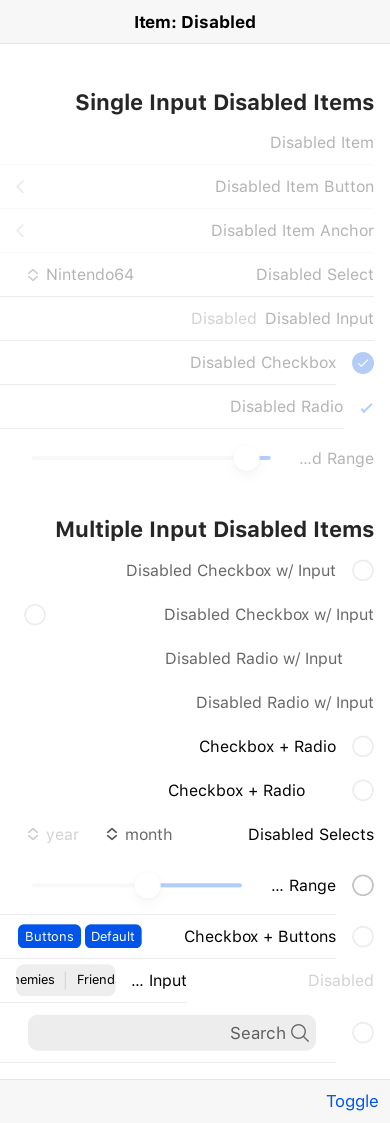 Item: Disabled
Single Input Disabled Items
Disabled Item
Disabled Item Button
Disabled Item Anchor
Disabled Select Nintendo64
Disabled Input Disabled
Disabled Checkbox
Disabled Radio
...d Range
Multiple Input Disabled Items
Disabled Checkbox w/ Input
Disabled Checkbox w/ Input
Disabled Radio w/ Input
Disabled Radio w/ Input
Checkbox + Radio
Checkbox + Radio
Disabled Selects month year
... Range
Checkbox + Buttons Default Buttons
Disabled ... Input Friend nemies
Search
Toggle